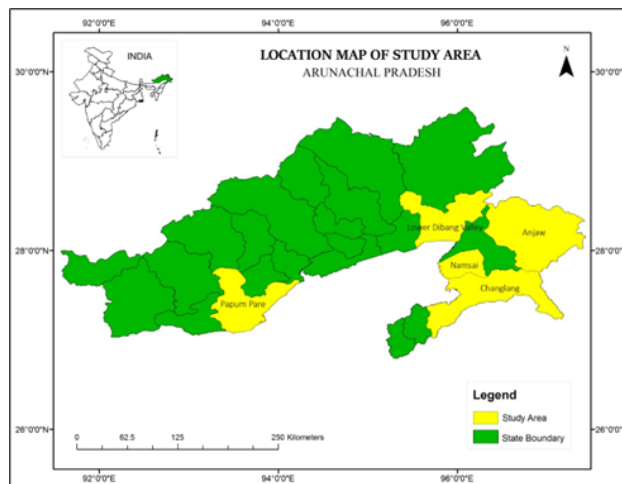 92°0'0"E
94°0'0"E
96°0'0"E
INDIA
LOCATION MAP OF STUDY AREA
ARUNACHAL PRADESH
N
30°0'0"N
30°0'0"N
Lower Dibang Valley
Anjaw
28°0'0"N
28°0'0"N
Namsai
Changlang
Papum Pare
Legend
Study Area
State Boundary
0 62.5 125 250 Kilometers
26°0'0"N
26°0'0"N
92°0'0"E
94°0'0"E
96°0'0"E